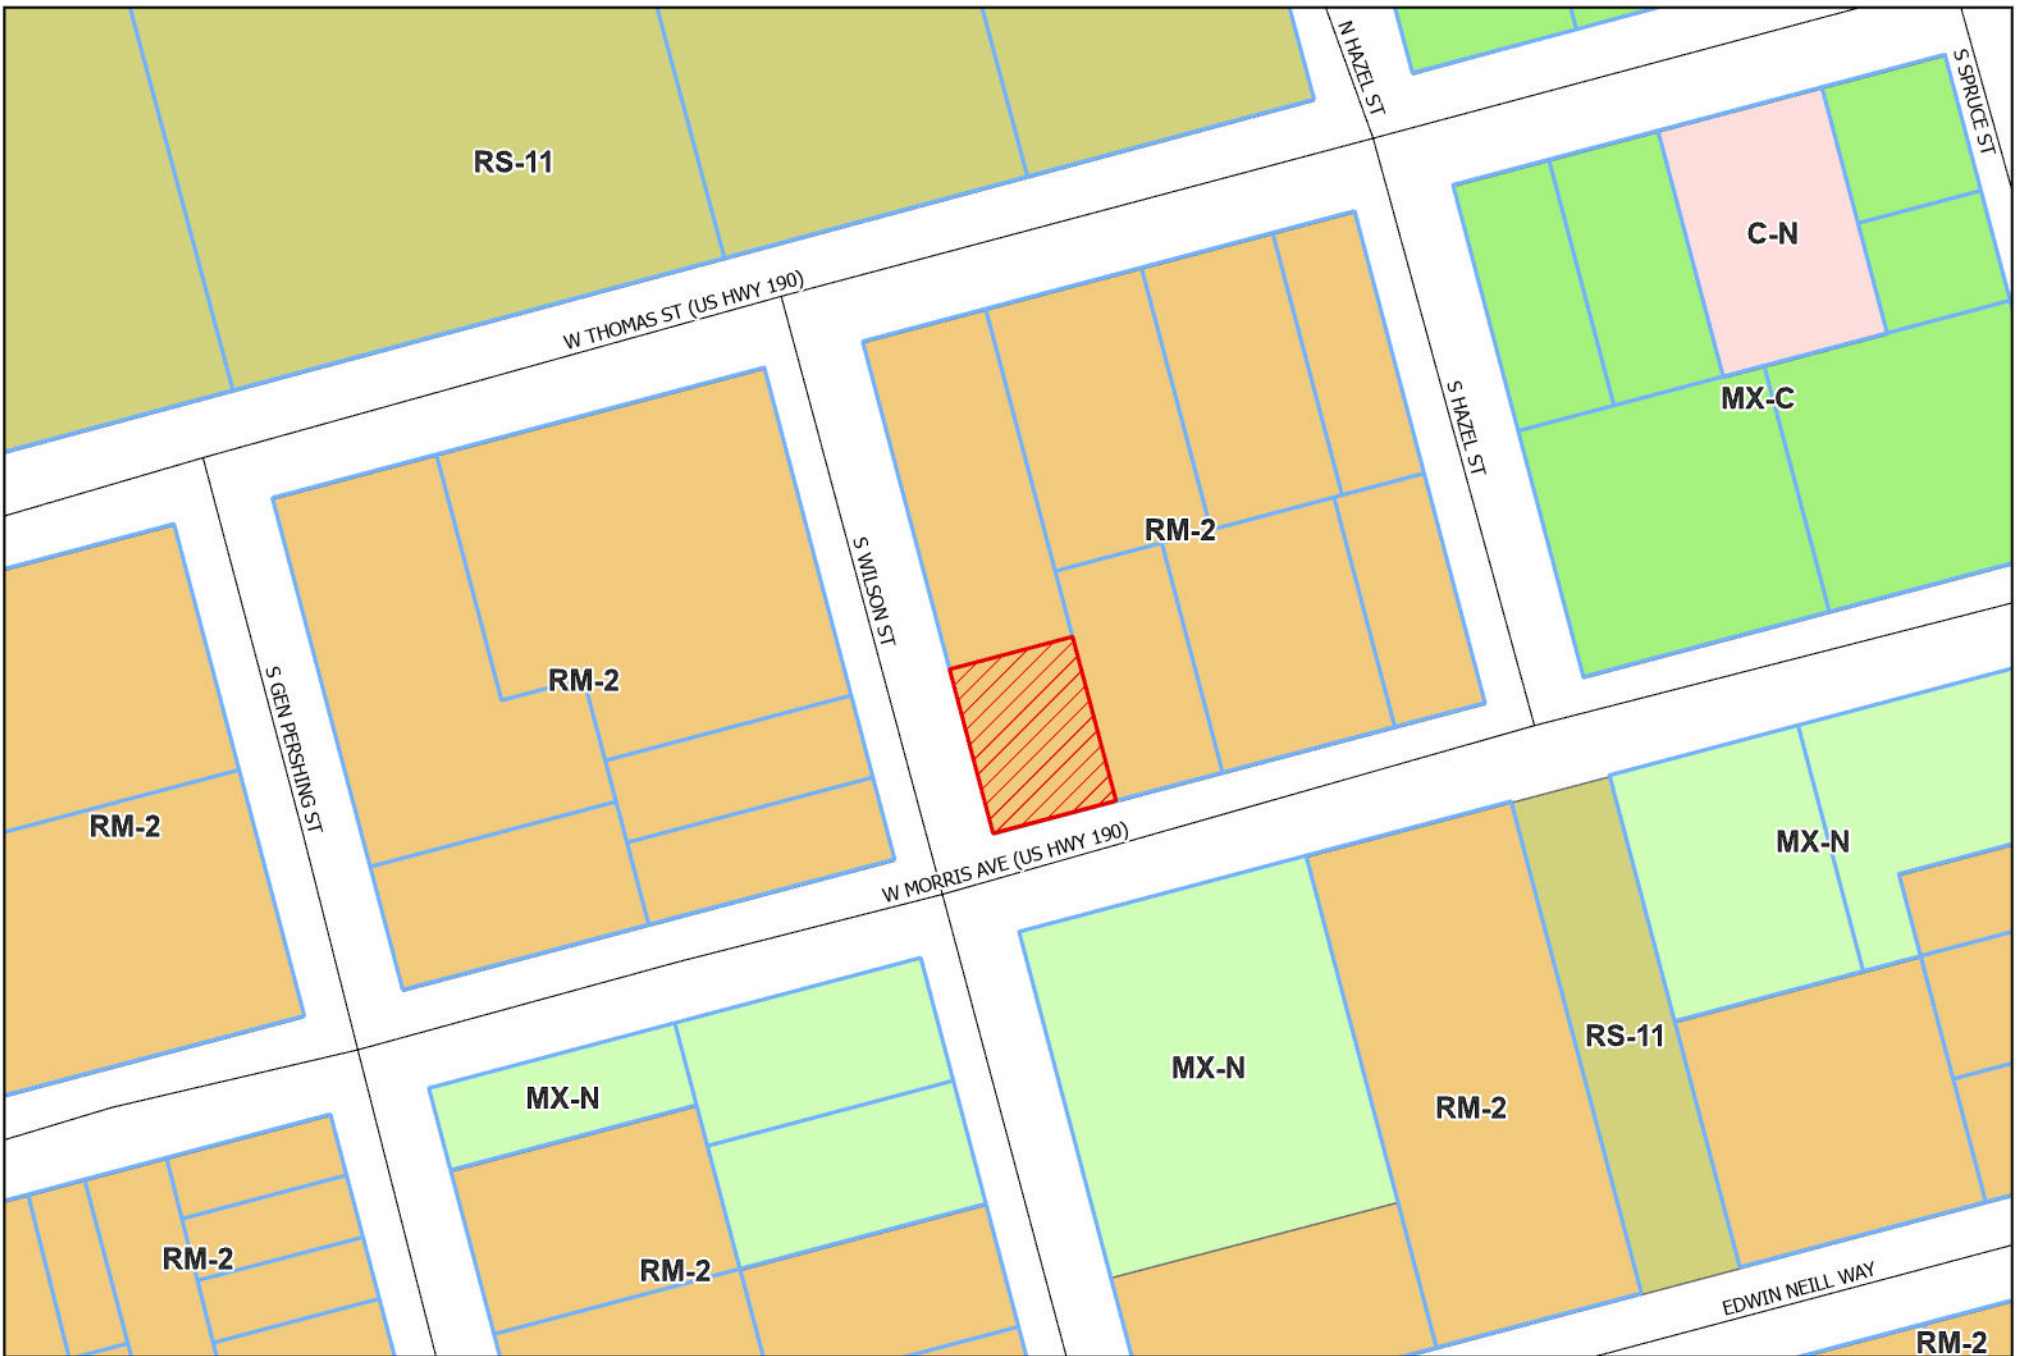 N HAZEL ST
S SPRUCE ST
RS-11
C-N
W THOMAS ST (US HWY 190)
MX-C
S HAZEL ST
RM-2
S WILSON ST
RM-2
S GEN PERSHING ST
RM-2
MX-N
W MORRIS AVE (US HWY 190)
RS-11
MX-N
MX-N
RM-2
RM-2
RM-2
EDWIN NEILL WAY
RM-2